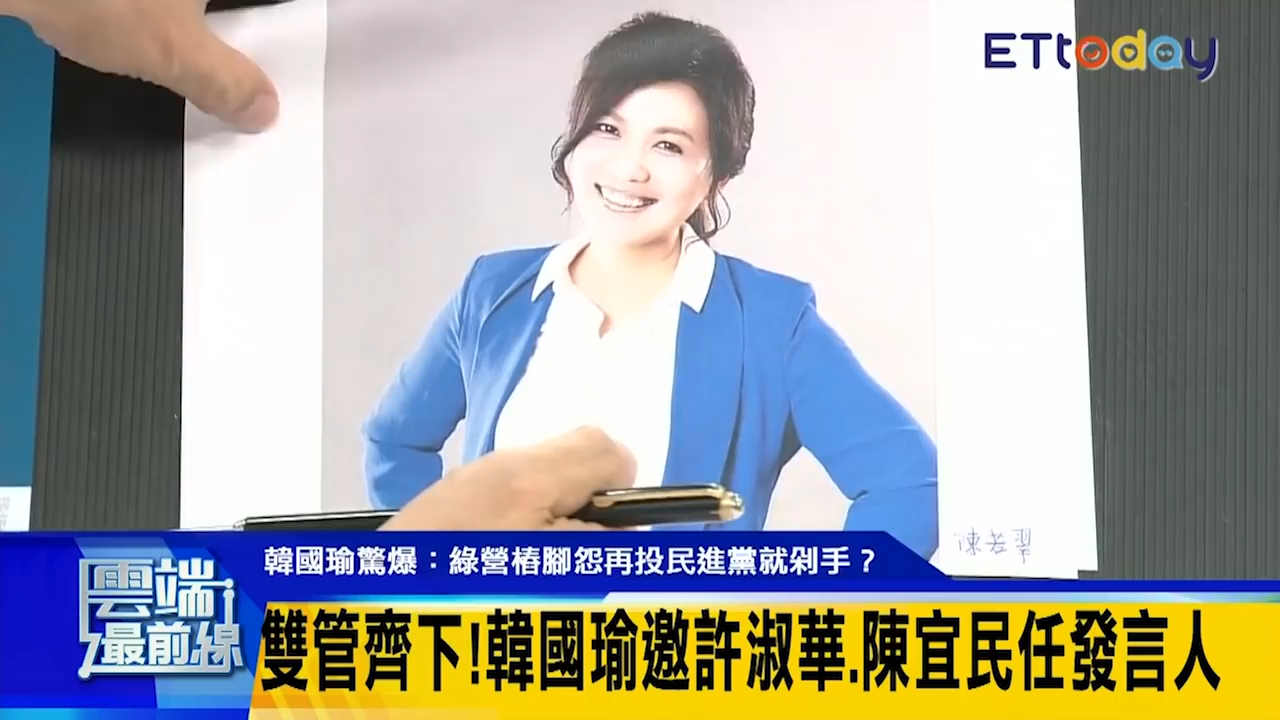 ETtoday
陳若翠
韓國瑜驚爆：綠營樁腳怨再投民進黨就剁手？
雲端最前線
雙管齊下!韓國瑜邀許淑華.陳宜民任發言人